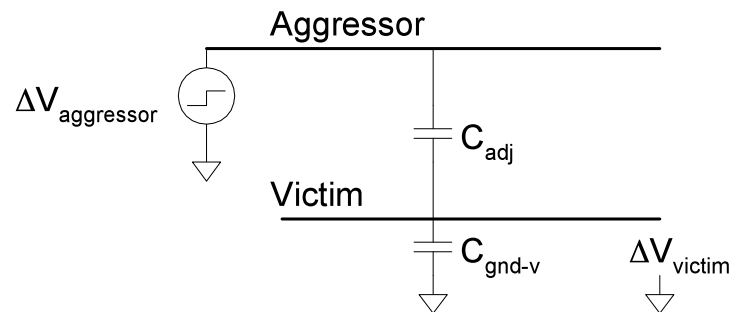 Aggressor
ΔVaggressor
Cadj
Victim
Cgnd-v
ΔVvictim